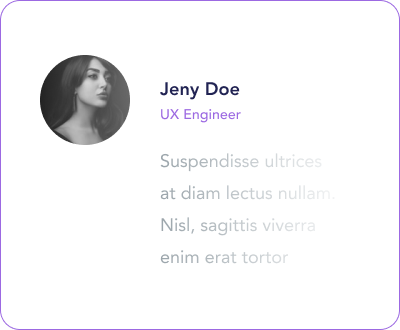 Jeny Doe
UX Engineer
Suspendisse ultrices
at diam lectus nullam.
Nisl, sagittis viverra
enim erat tortor